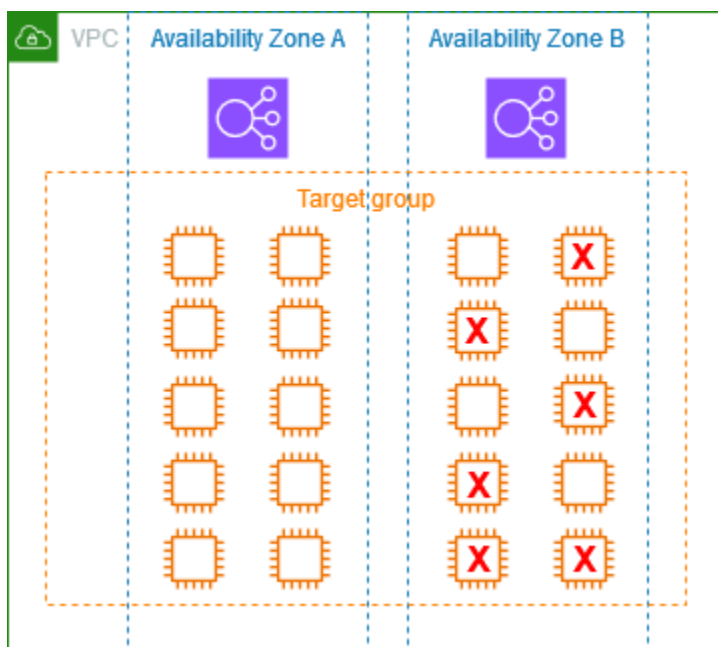 VPC
Availability Zone A
Availability Zone B
Target group
X
X
X
X
X
X